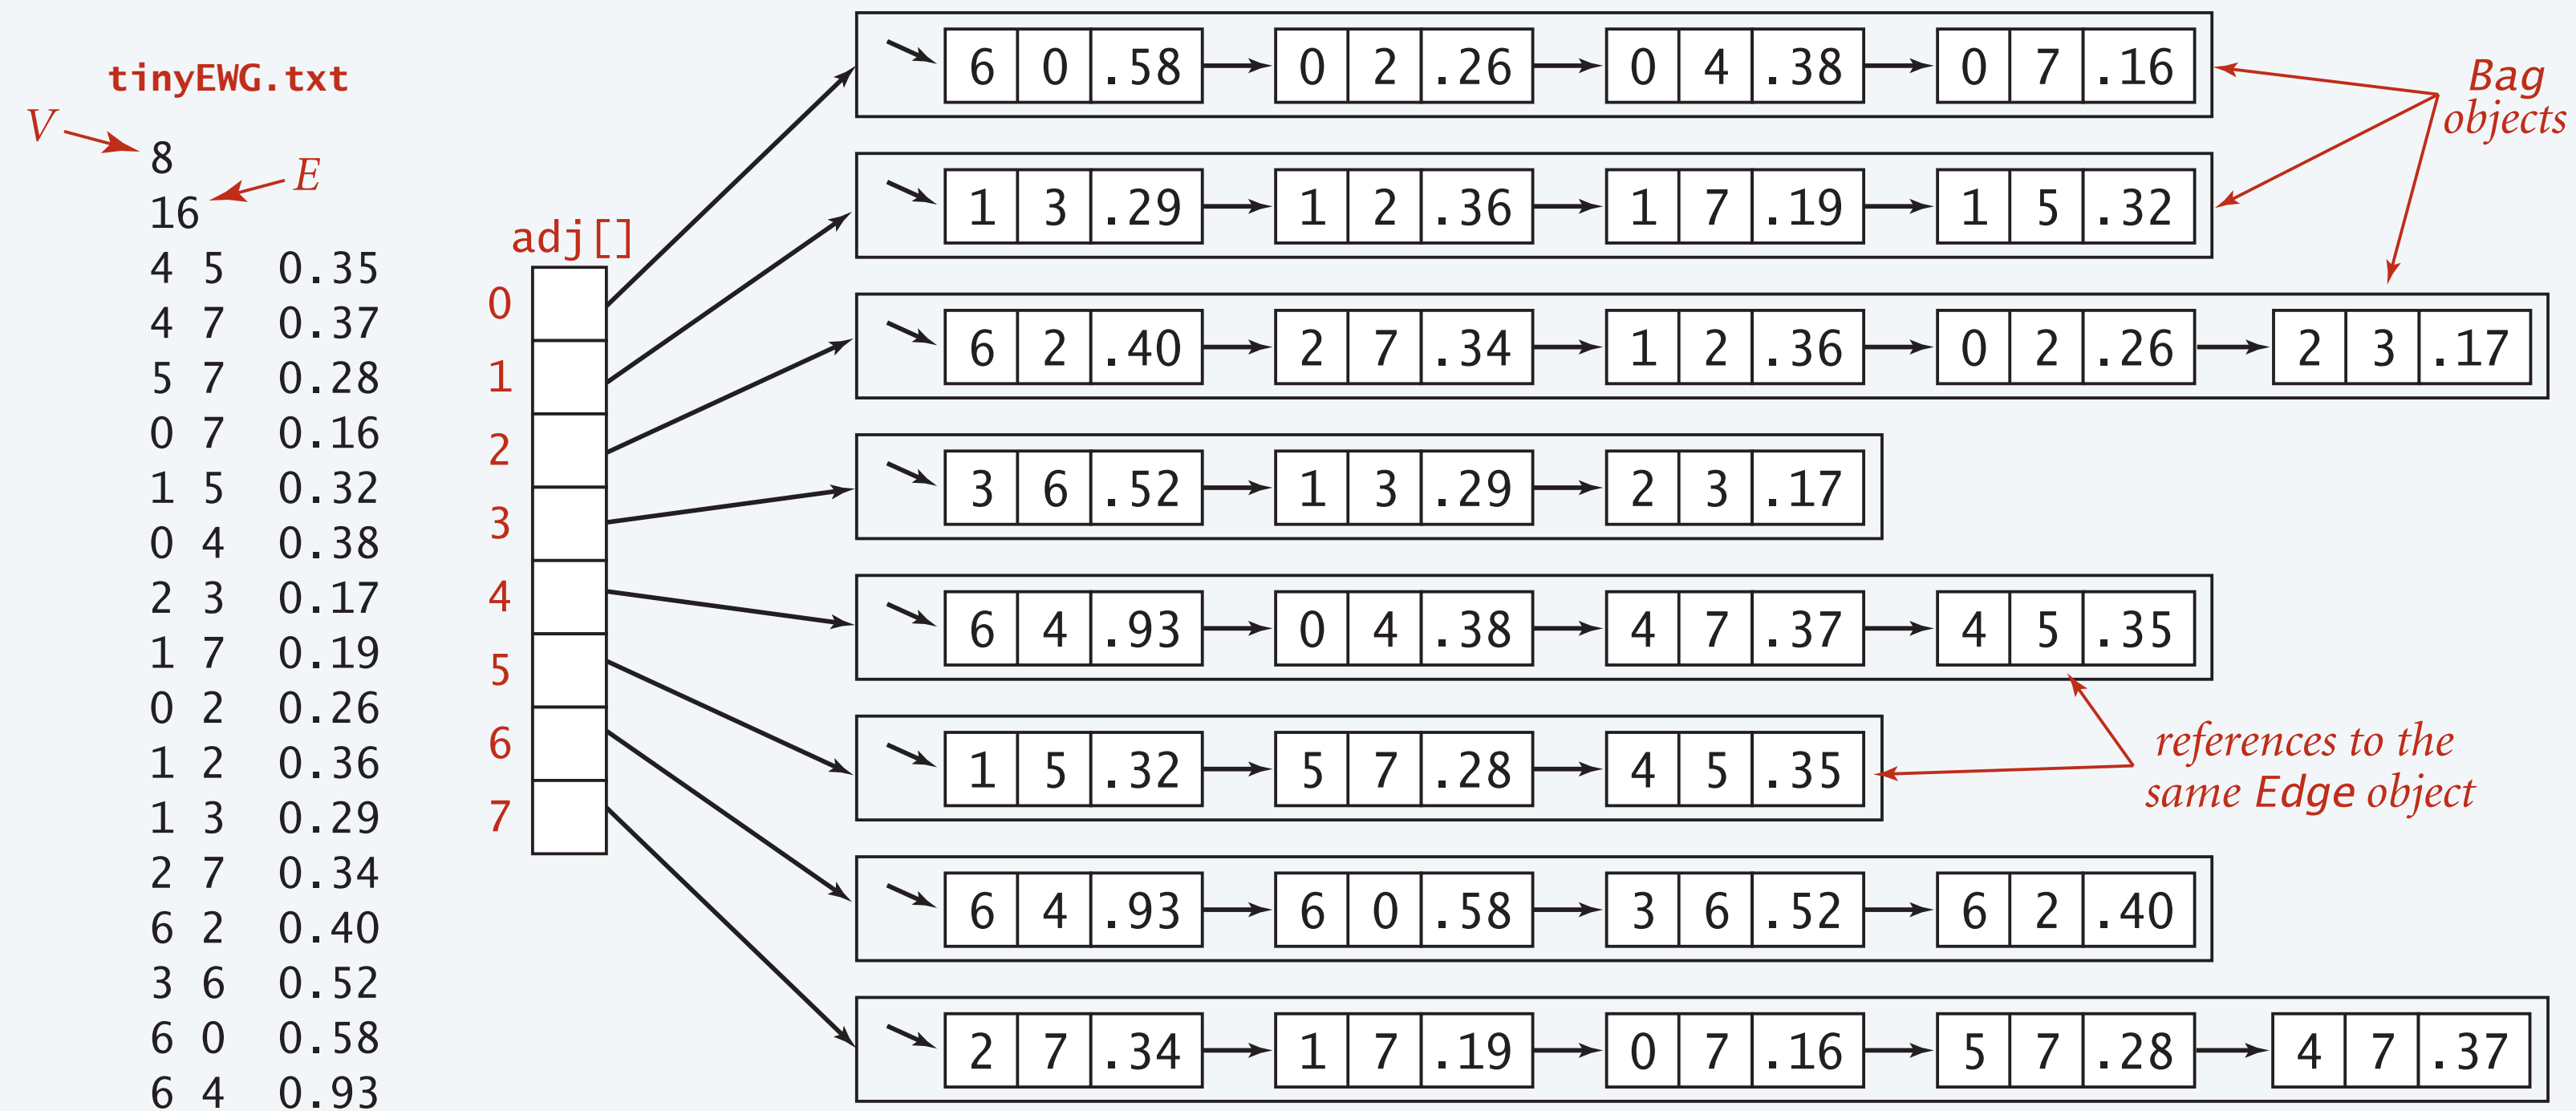 tinyEWG.txt
V
8
E
16
4 5 0.35
4 7 0.37
5 7 0.28
0 7 0.16
1 5 0.32
0 4 0.38
2 3 0.17
1 7 0.19
0 2 0.26
1 2 0.36
1 3 0.29
2 7 0.34
6 2 0.40
3 6 0.52
6 0 0.58
6 4 0.93
adj[]
0
1
2
3
4
5
6
7
6 0 .58 0 2 .26 0 4 .38 0 7 .16
1 3 .29 1 2 .36 1 7 .19 1 5 .32
6 2 .40 2 7 .34 1 2 .36 0 2 .26 2 3 .17
3 6 .52 1 3 .29 2 3 .17
6 4 .93 0 4 .38 4 7 .37 4 5 .35
1 5 .32 5 7 .28 4 5 .35
6 4 .93 6 0 .58 3 6 .52 6 2 .40
2 7 .34 1 7 .19 0 7 .16 5 7 .28 4 7 .37
Bag
objects
references to the
same Edge object